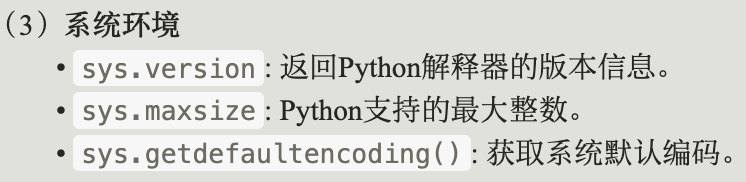 （3）系统环境
• sys.version: 返回Python解释器的版本信息。
• sys.maxsize: Python支持的最大整数。
• sys.getdefaultencoding(): 获取系统默认编码。